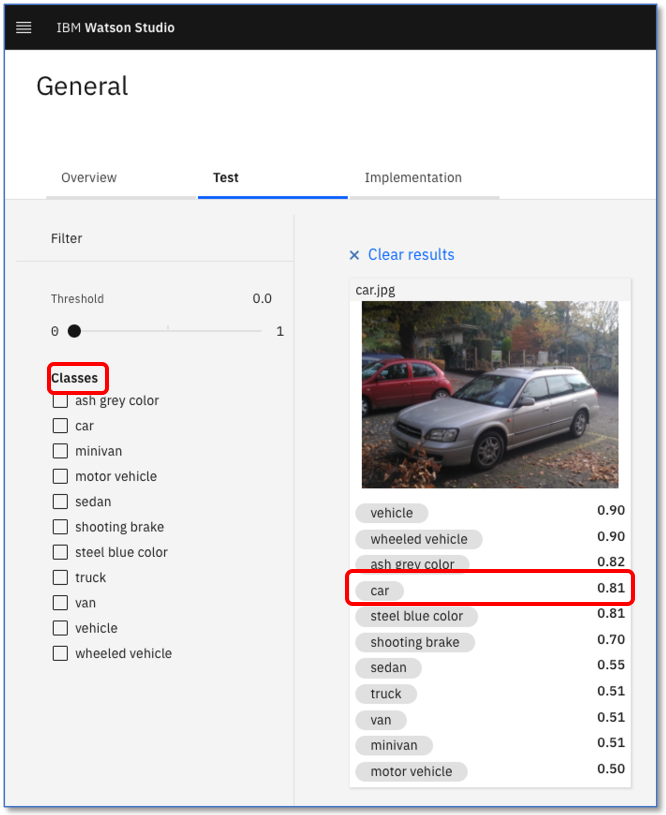 IBM Watson Studio
General
Overview Test Implementation
Filter
Threshold 0.0
0 1
Classes
ash grey color
car
minivan
motor vehicle
sedan
shooting brake
steel blue color
truck
van
vehicle
wheeled vehicle
× Clear results
car.jpg
vehicle 0.90
wheeled vehicle 0.90
ash grey color 0.82
car 0.81
steel blue color 0.81
shooting brake 0.70
sedan 0.55
truck 0.51
van 0.51
minivan 0.51
motor vehicle 0.50